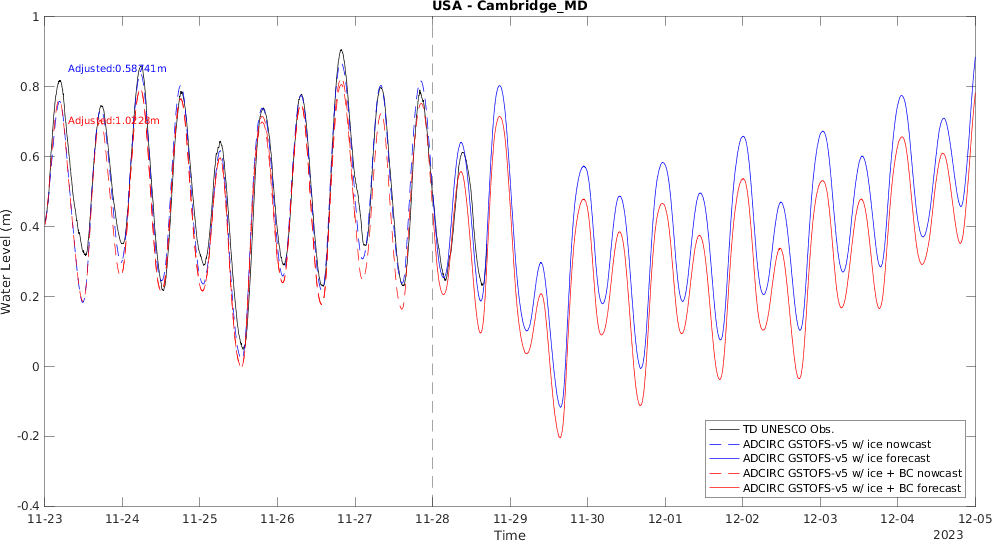 USA - Cambridge_MD
1
0.8
0.6
0.4
0.2
0
-0.2
-0.4
Water Level (m)
Adjusted:0.58741m
Adjusted:1.0228m
TD UNESCO Obs.
ADCIRC GSTOFS-v5 w/ ice nowcast
ADCIRC GSTOFS-v5 w/ ice forecast
ADCIRC GSTOFS-v5 w/ ice + BC nowcast
ADCIRC GSTOFS-v5 w/ ice + BC forecast
11-23 11-24 11-25 11-26 11-27 11-28 11-29 11-30 12-01 12-02 12-03 12-04 12-05
Time
2023